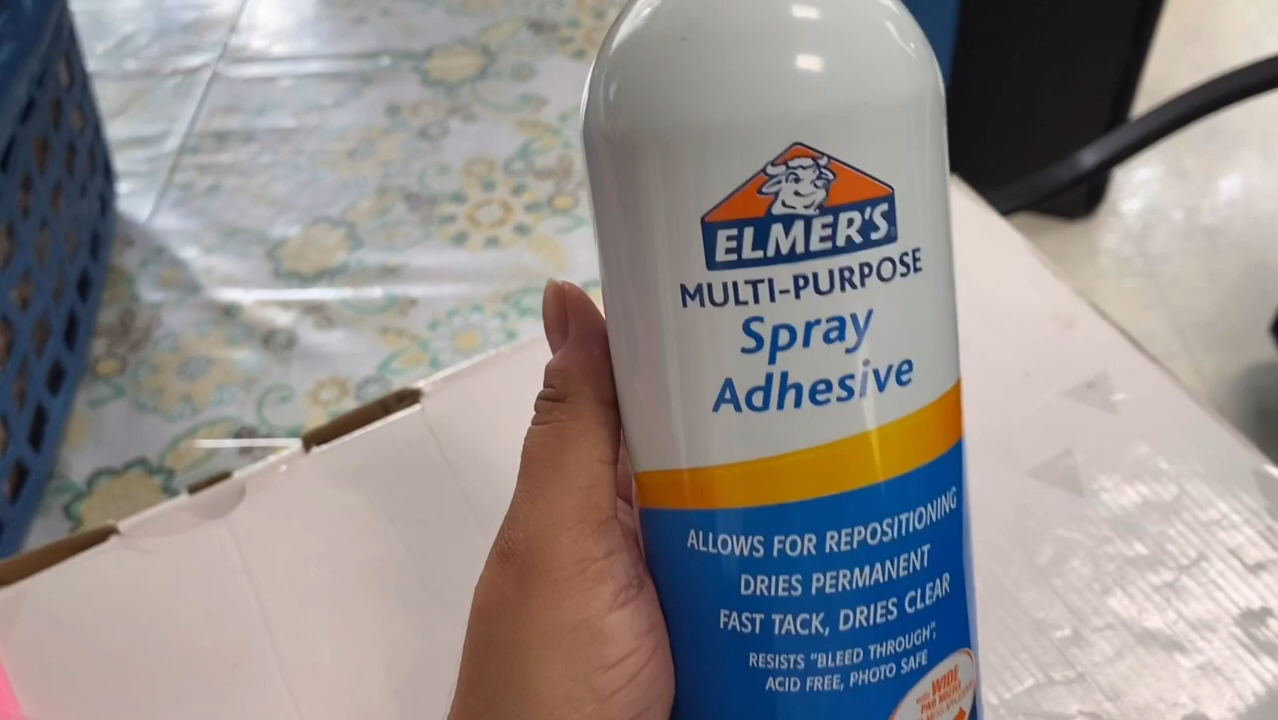 ELMER'S
MULTI-PURPOSE
Spray
Adhesive
ALLOWS FOR REPOSITIONING
DRIES PERMANENT
FAST TACK, DRIES CLEAR
RESISTS "BLEED THROUGH",
ACID FREE, PHOTO SAFE
WIDE